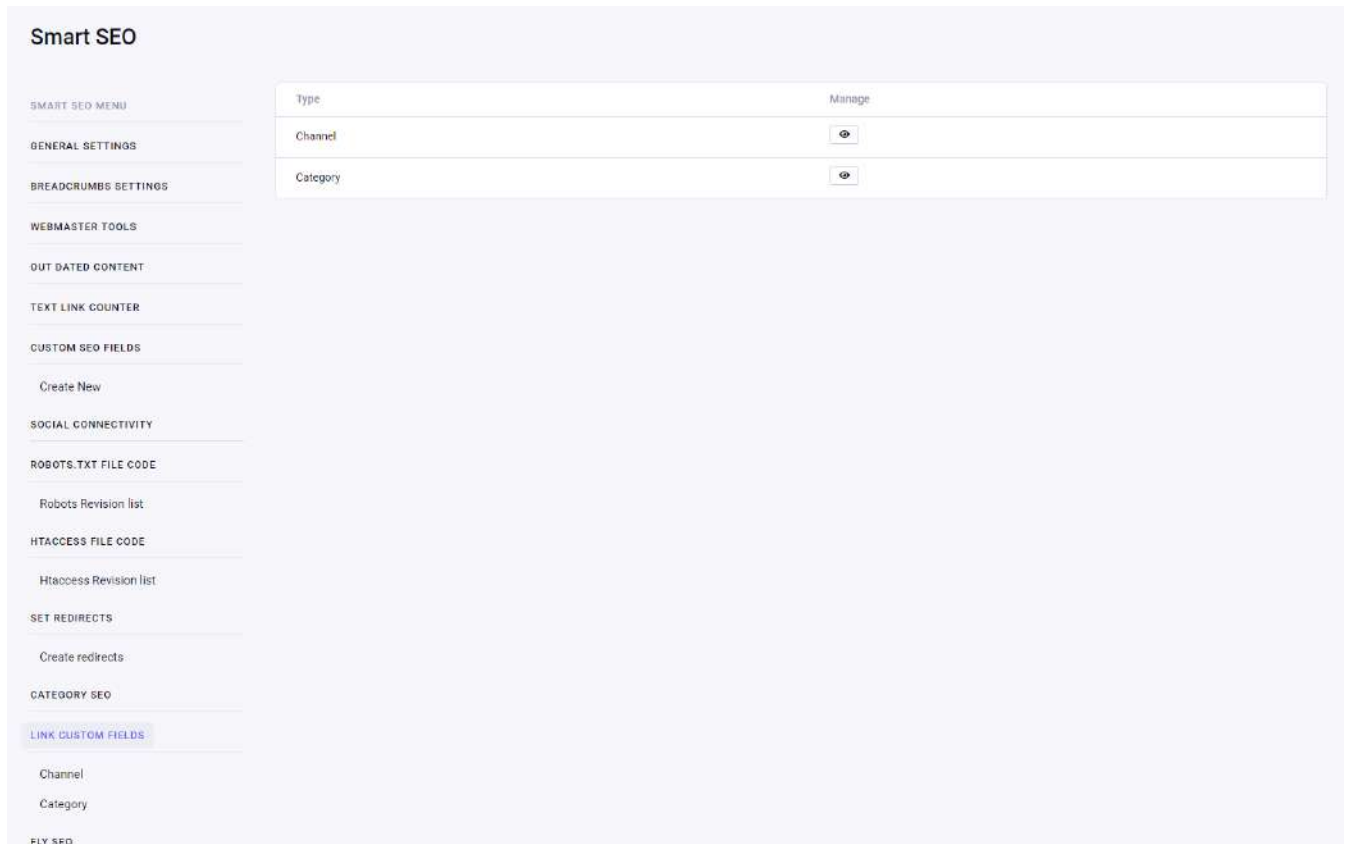 Smart SEO
SMART SEO MENU
GENERAL SETTINGS
BREADCRUMBS SETTINGS
WEBMASTER TOOLS
OUT DATED CONTENT
TEXT LINK COUNTER
CUSTOM SEO FIELDS
Create New
SOCIAL CONNECTIVITY
ROBOTS.TXT FILE CODE
Robots Revision list
HTACCESS FILE CODE
Htaccess Revision list
SET REDIRECTS
Create redirects
CATEGORY SEO
LINK CUSTOM FIELDS
Channel
Category
FLY SEO
Type Manage
Channel
Category